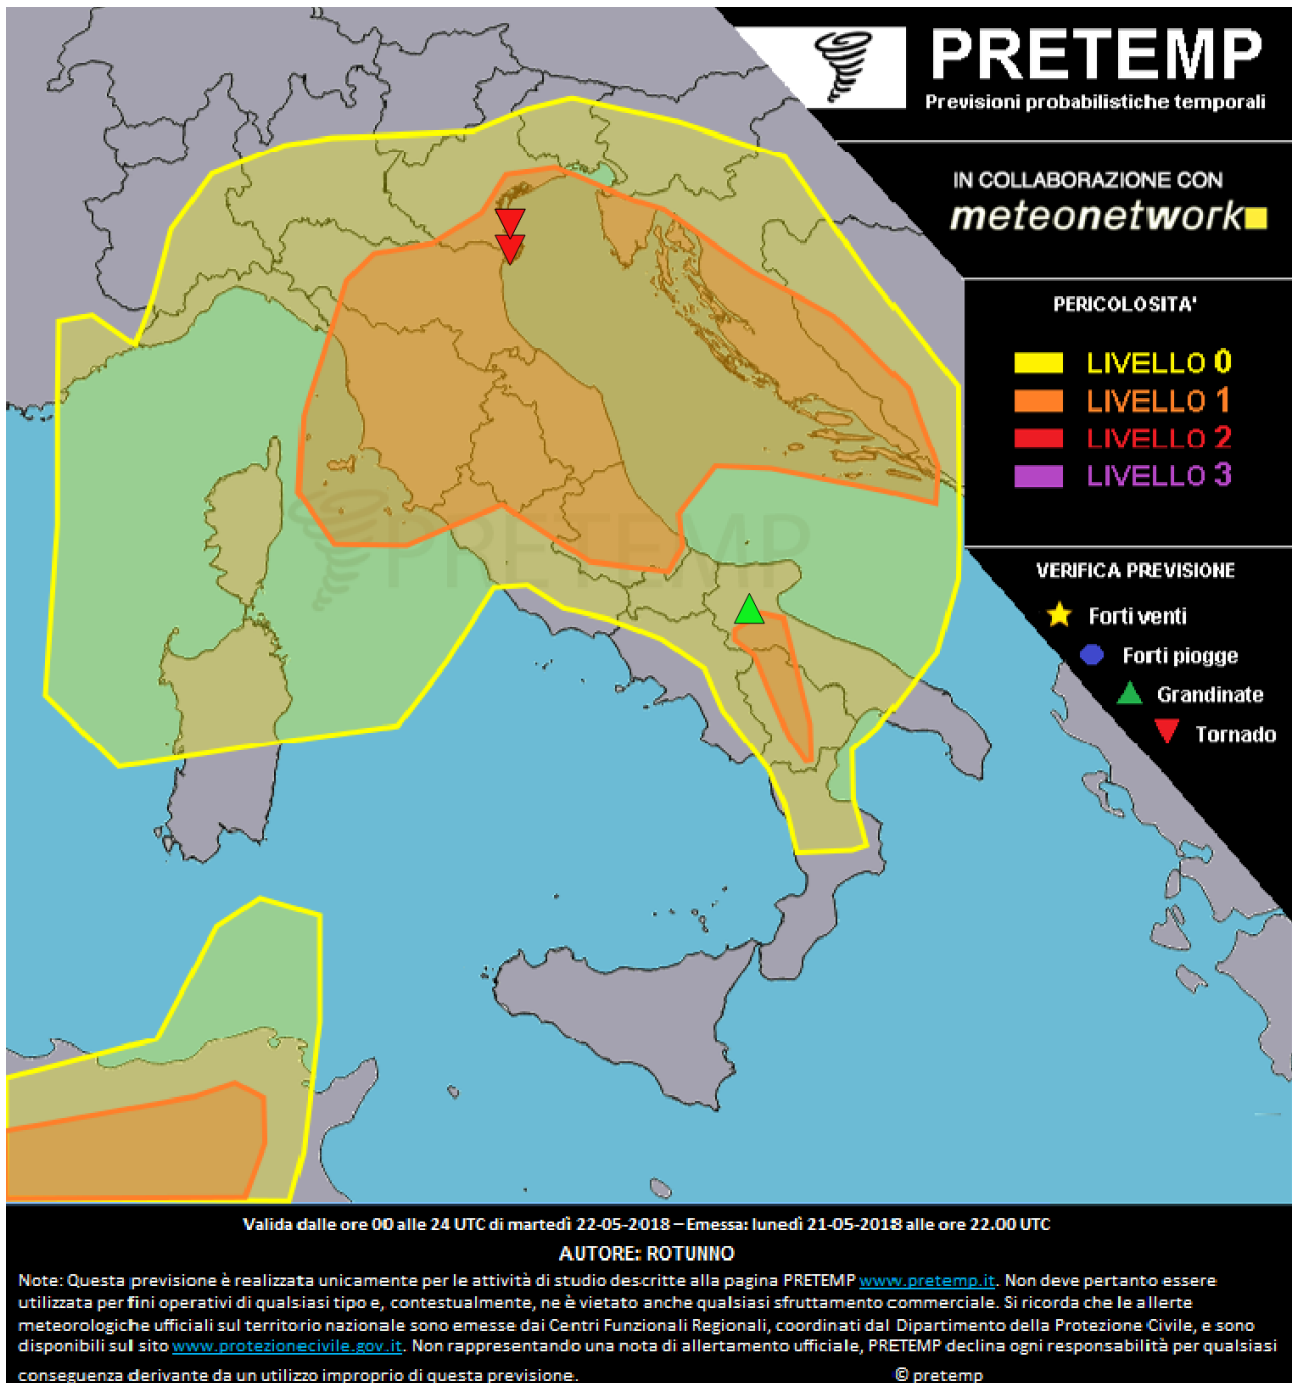 PRETEMP
Previsioni probabilistiche temporali
IN COLLABORAZIONE CON
meteonetwork
PERICOLOSITA'
LIVELLO 0
LIVELLO 1
LIVELLO 2
LIVELLO 3
PRETEMP
VERIFICA PREVISIONE
Forti venti
Forti piogge
Grandinate
Tornado
Valida dalle ore 00 alle 24 UTC di martedì 22-05-2018 – Emessa: lunedì 21-05-2018 alle ore 22.00 UTC
AUTORE: ROTUNNO
Note: Questa previsione è realizzata unicamente per le attività di studio descritte alla pagina PRETEMP www.pretemp.it. Non deve pertanto essere
utilizzata per fini operativi di qualsiasi tipo e, contestualmente, ne è vietato anche qualsiasi sfruttamento commerciale. Si ricorda che le allerte
meteorologiche ufficiali sul territorio nazionale sono emesse dai Centri Funzionali Regionali, coordinati dal Dipartimento della Protezione Civile, e sono
disponibili sul sito www.protezionecivile.gov.it. Non rappresentando una nota di allertamento ufficiale, PRETEMP declina ogni responsabilità per qualsiasi
conseguenza derivante da un utilizzo improprio di questa previsione. © pretemp